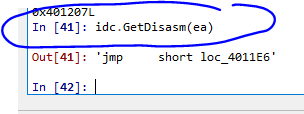 0x401207L
In [41]: idc.GetDisasm(ea)
Out[41]: 'jmp     short loc_4011E6'
In [42]: